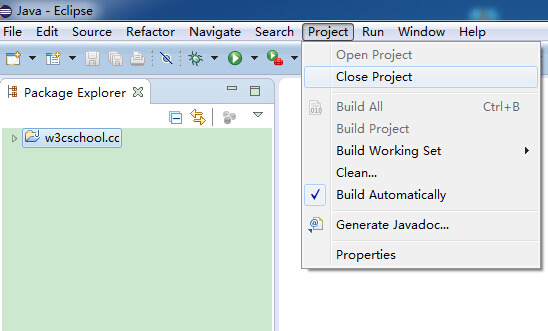 Java - Eclipse
File Edit Source Refactor Navigate Search Project Run Window Help
Package Explorer
w3cschool.cc
Open Project
Close Project
Build All Ctrl+B
Build Project
Build Working Set
Clean...
Build Automatically
Generate Javadoc...
Properties